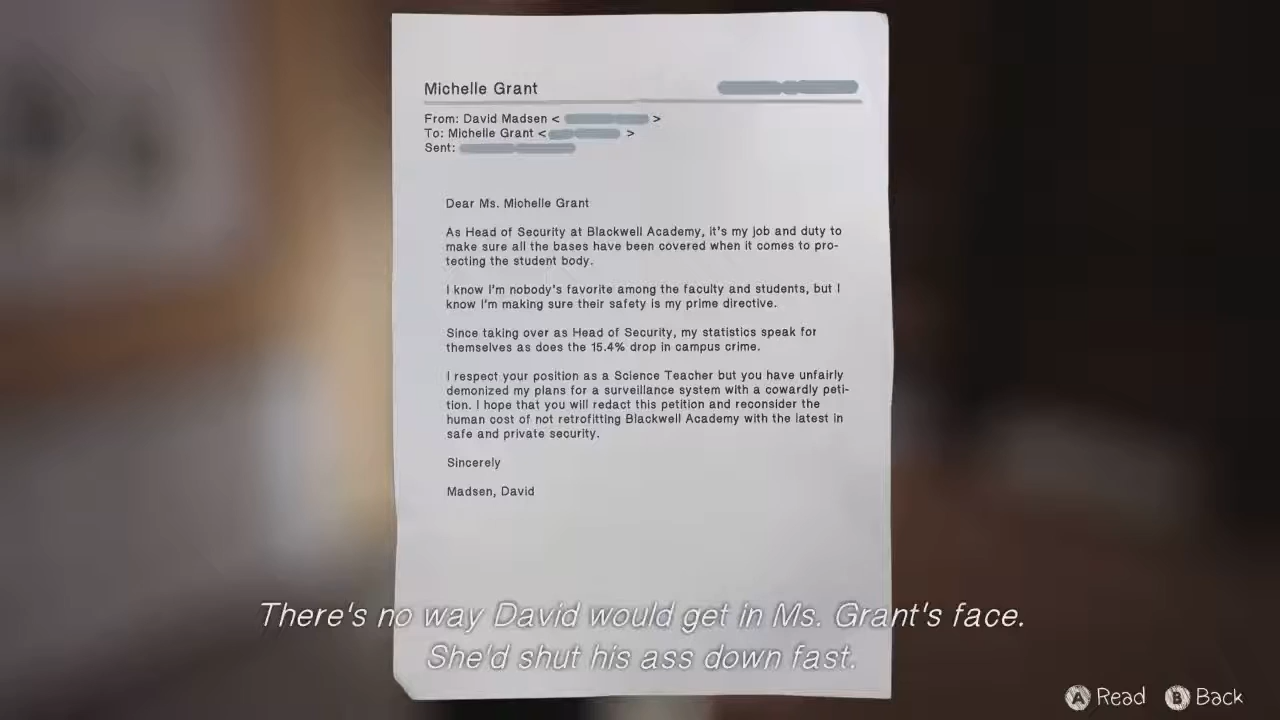 Michelle Grant
From: David Madsen < >
To: Michelle Grant < >
Sent:
Dear Ms. Michelle Grant
As Head of Security at Blackwell Academy, it's my job and duty to
make sure all the bases have been covered when it comes to pro-
tecting the student body.
I know I'm nobody's favorite among the faculty and students, but I
know I'm making sure their safety is my prime directive.
Since taking over as Head of Security, my statistics speak for
themselves as does the 15.4% drop in campus crime.
I respect your position as a Science Teacher but you have unfairly
demonized my plans for a surveillance system with a cowardly peti-
tion. I hope that you will redact this petition and reconsider the
human cost of not retrofitting Blackwell Academy with the latest in
safe and private security.
Sincerely
Madsen, David
There's no way David would get in Ms. Grant's face.
She'd shut his ass down fast.
A Read B Back